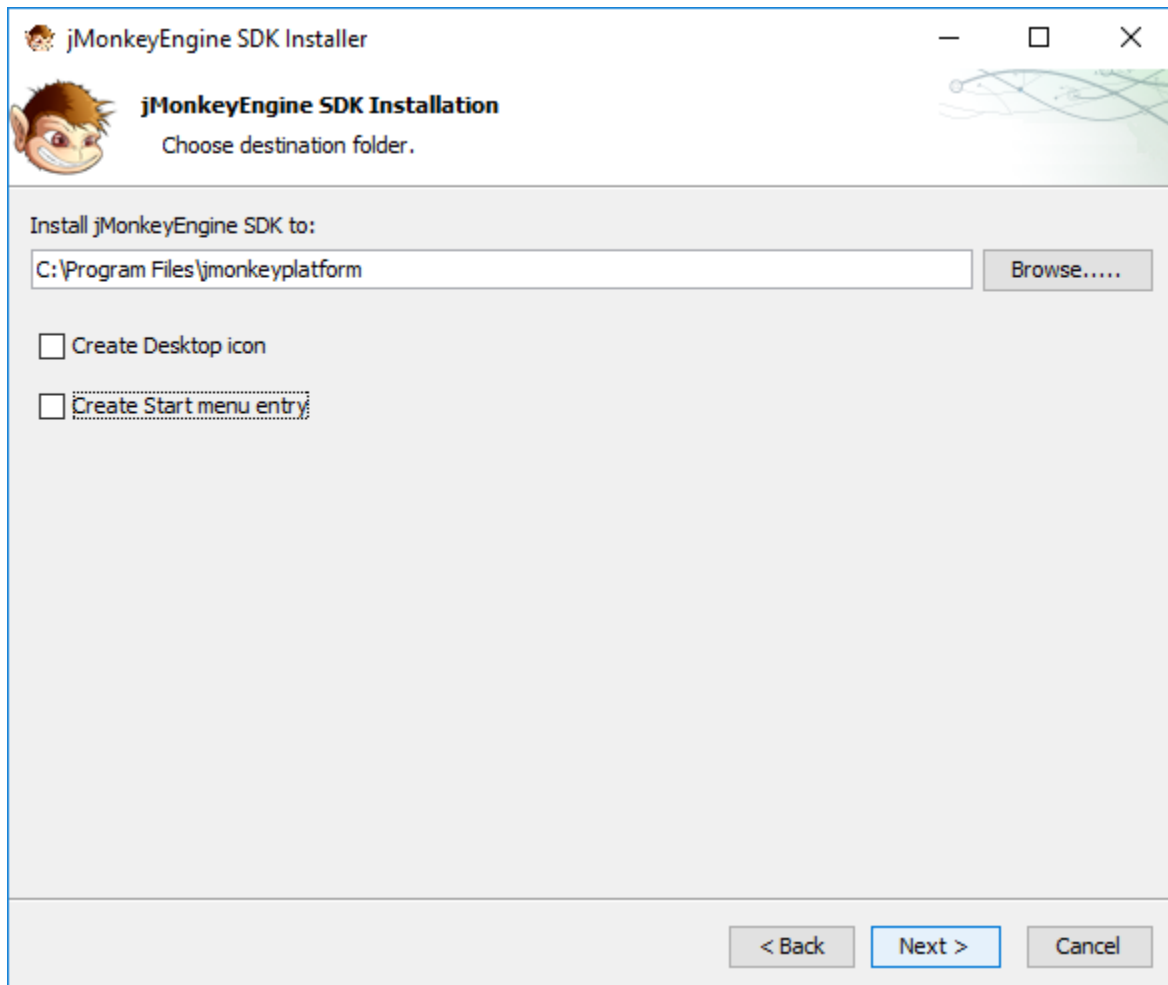 jMonkeyEngine SDK Installer
jMonkeyEngine SDK Installation
Choose destination folder.
Install jMonkeyEngine SDK to:
C:\Program Files\jmonkeyplatform
Browse.....
Create Desktop icon
Create Start menu entry
< Back
Next >
Cancel